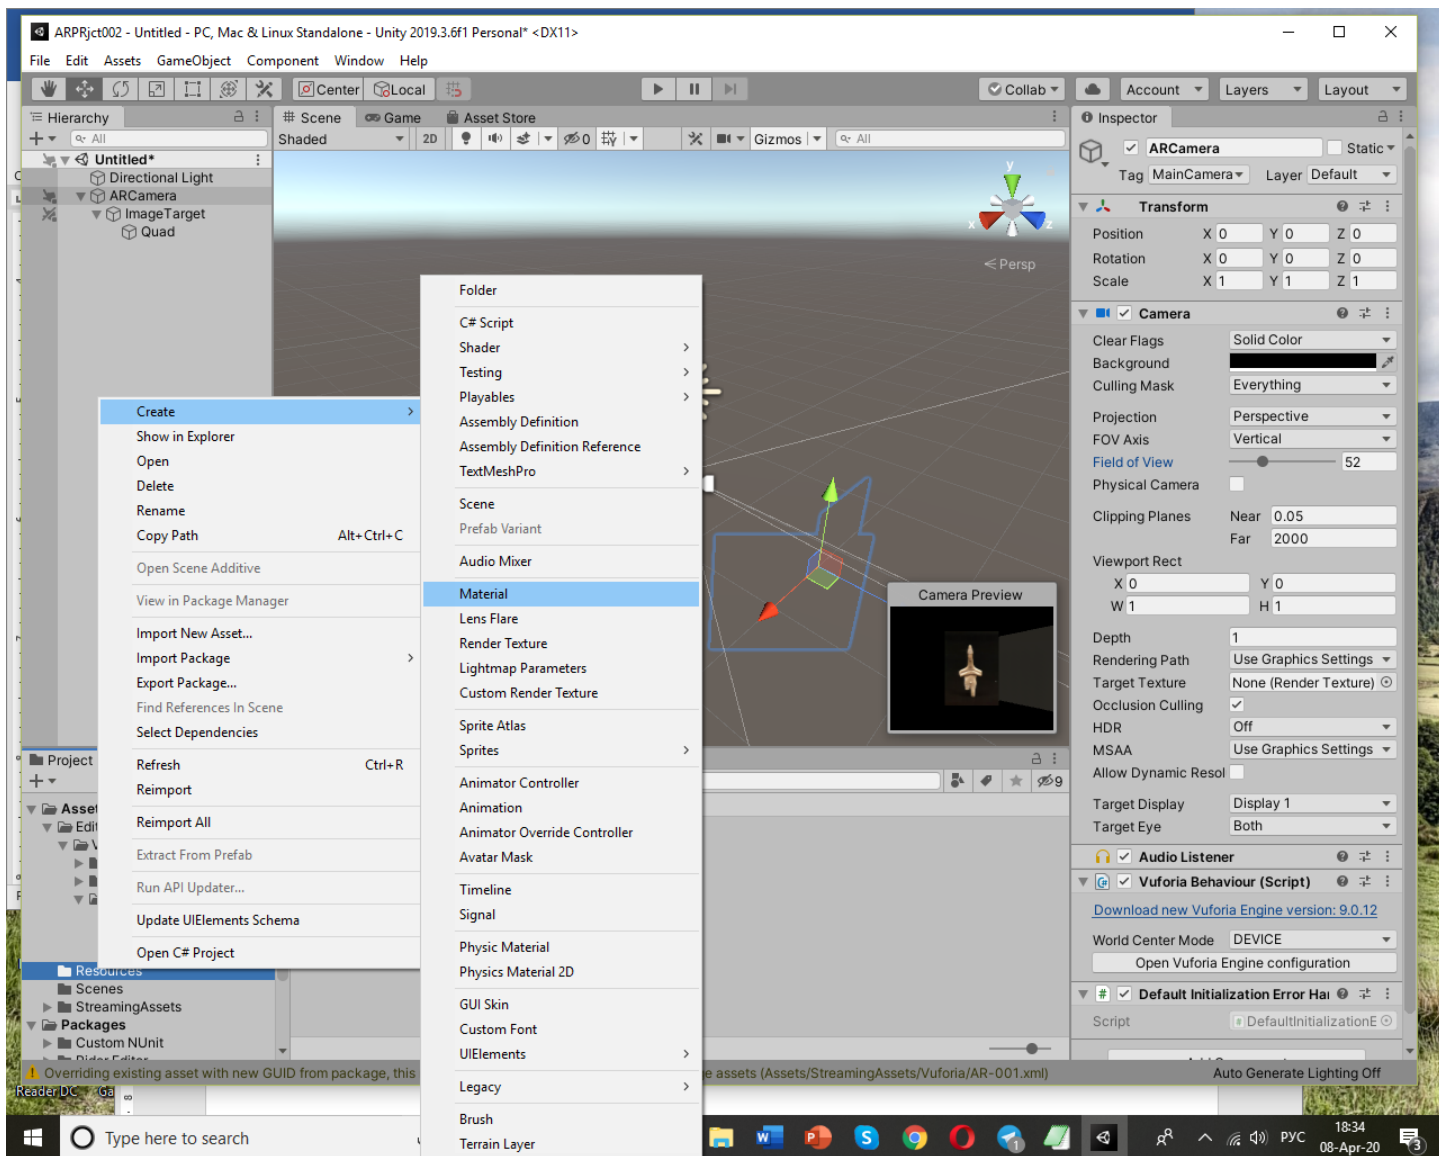 ARPRjct002 - Untitled - PC, Mac & Linux Standalone - Unity 2019.3.6f1 Personal* <DX11>
File Edit Assets GameObject Component Window Help
Center Local Collab Account Layers Layout
Hierarchy
All
Untitled*
Directional Light
ARCamera
ImageTarget
Quad
Scene Game Asset Store
Shaded 2D 0 Gizmos All
y
x z
Persp
Camera Preview
Create
Show in Explorer
Open
Delete
Rename
Copy Path Alt+Ctrl+C
Open Scene Additive
View in Package Manager
Import New Asset...
Import Package
Export Package...
Find References In Scene
Select Dependencies
Refresh Ctrl+R
Reimport
Reimport All
Extract From Prefab
Run API Updater...
Update UIElements Schema
Open C# Project
Folder
C# Script
Shader
Testing
Playables
Assembly Definition
Assembly Definition Reference
TextMeshPro
Scene
Prefab Variant
Audio Mixer
Material
Lens Flare
Render Texture
Lightmap Parameters
Custom Render Texture
Sprite Atlas
Sprites
Animator Controller
Animation
Animator Override Controller
Avatar Mask
Timeline
Signal
Physic Material
Physics Material 2D
GUI Skin
Custom Font
UIElements
Legacy
Brush
Terrain Layer
Project
9
Asset
Edit
Resources
Scenes
StreamingAssets
Packages
Custom NUnit
Rider Editor
Inspector
ARCamera Static
Tag MainCamera Layer Default
Transform
Position X 0 Y 0 Z 0
Rotation X 0 Y 0 Z 0
Scale X 1 Y 1 Z 1
Camera
Clear Flags Solid Color
Background
Culling Mask Everything
Projection Perspective
FOV Axis Vertical
Field of View 52
Physical Camera
Clipping Planes Near 0.05
Far 2000
Viewport Rect
X 0 Y 0
W 1 H 1
Depth 1
Rendering Path Use Graphics Settings
Target Texture None (Render Texture)
Occlusion Culling
HDR Off
MSAA Use Graphics Settings
Allow Dynamic Resol
Target Display Display 1
Target Eye Both
Audio Listener
Vuforia Behaviour (Script)
Download new Vuforia Engine version: 9.0.12
World Center Mode DEVICE
Open Vuforia Engine configuration
Default Initialization Error Ha
Script DefaultInitializationE
Overriding existing asset with new GUID from package, this ge assets (Assets/StreamingAssets/Vuforia/AR-001.xml) Auto Generate Lighting Off
Reader DC Ga
Type here to search
РУС
18:34
08-Apr-20
3